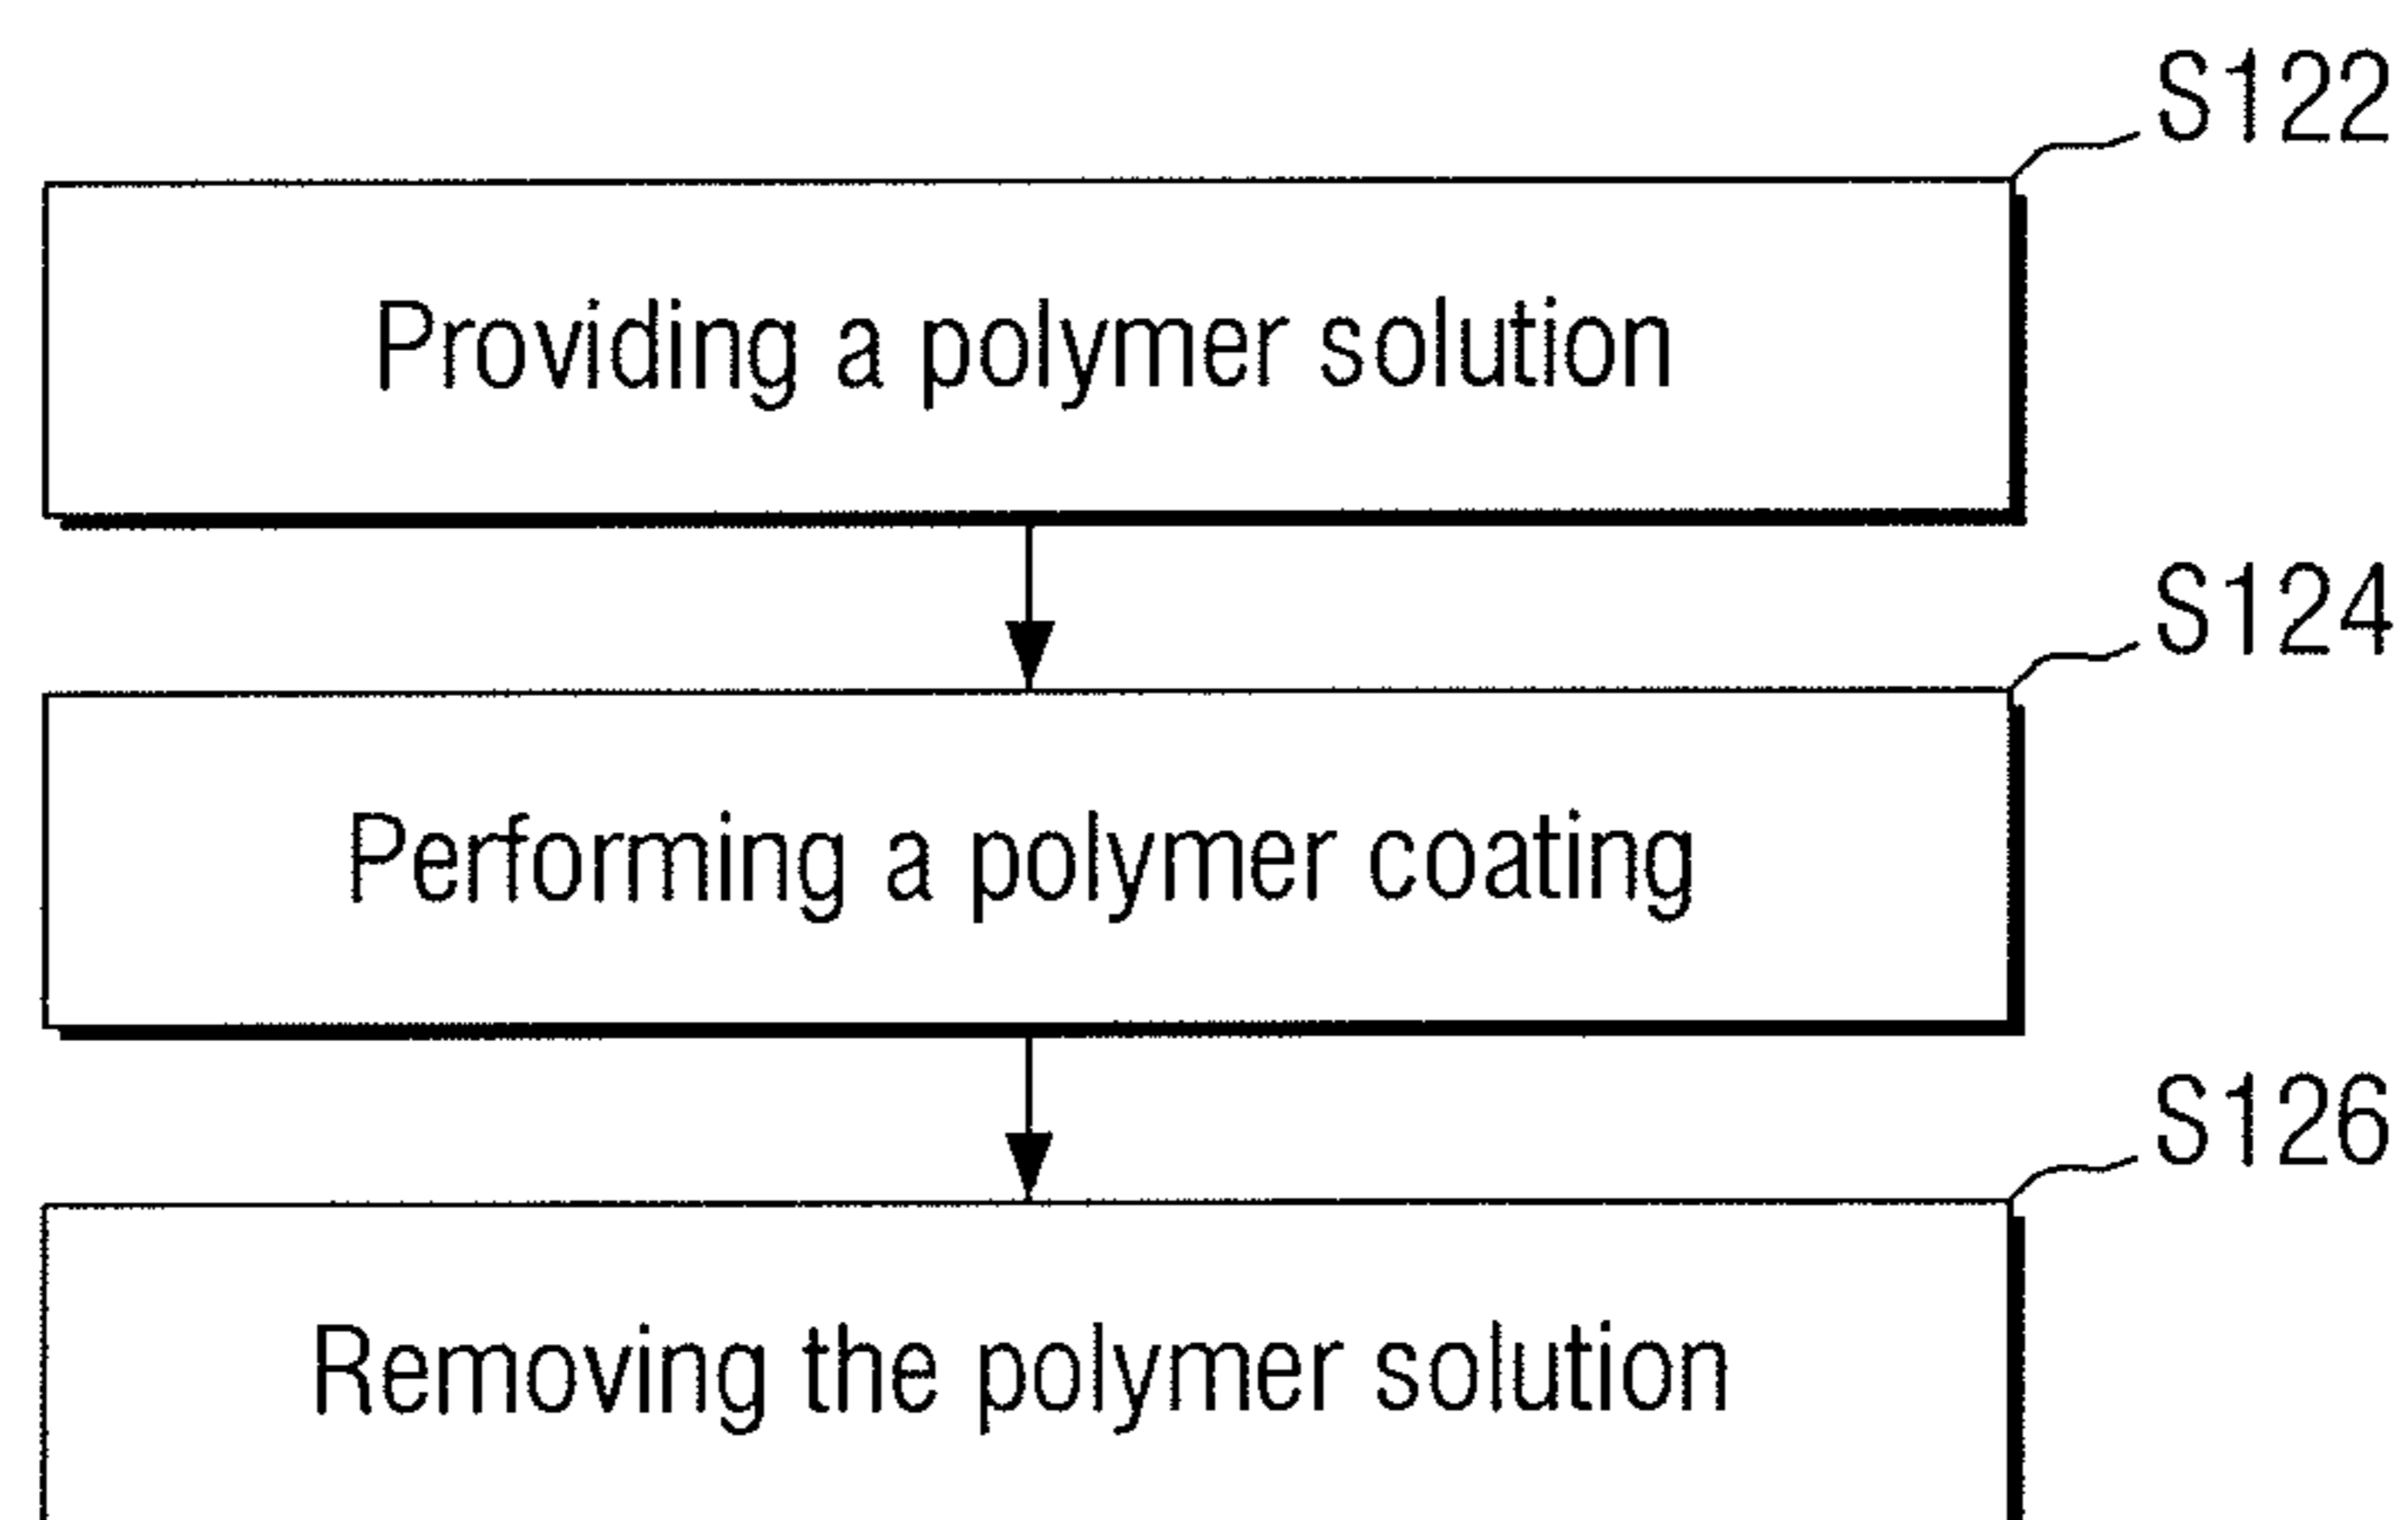 S122
Providing a polymer solution
S124
Performing a polymer coating
S126
Removing the polymer solution